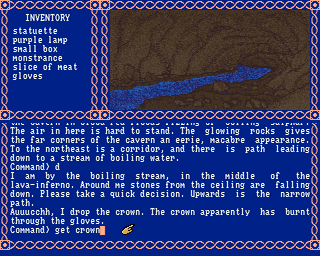 INVENTORY
statuette
purple lamp
small box
monstrance
slice of meat
gloves
The air in here is hard to stand. The glowing rocks gives
the far corners of the cavern an eerie, macabre appearance.
To the northeast is a corridor, and there is path leading
down to a stream of boiling water.
Command) d
I am by the boiling stream, in the middle of the
lava-inferno. Around me stones from the ceiling are falling
down. Please take a quick decision. Upwards is the narrow
path.
Auuucchh, I drop the crown. The crown apparently has burnt
through the gloves.
Command) get crown